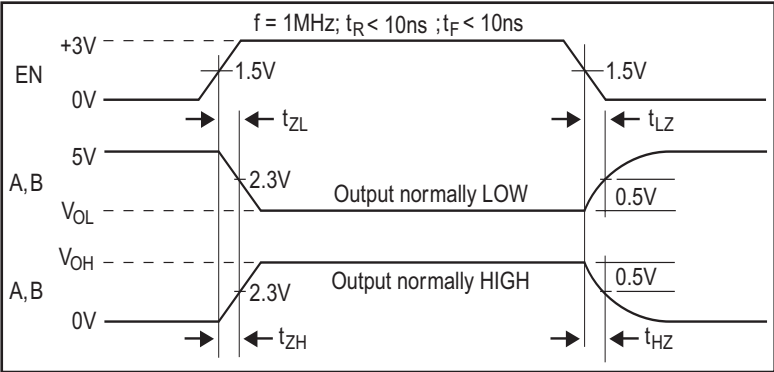 f = 1MHz; tR < 10ns ; tF < 10ns
+3V
EN
1.5V
1.5V
0V
tZL
tLZ
5V
A,B
2.3V
Output normally LOW
0.5V
VOL
VOH
A,B
2.3V
Output normally HIGH
0.5V
0V
tZH
tHZ